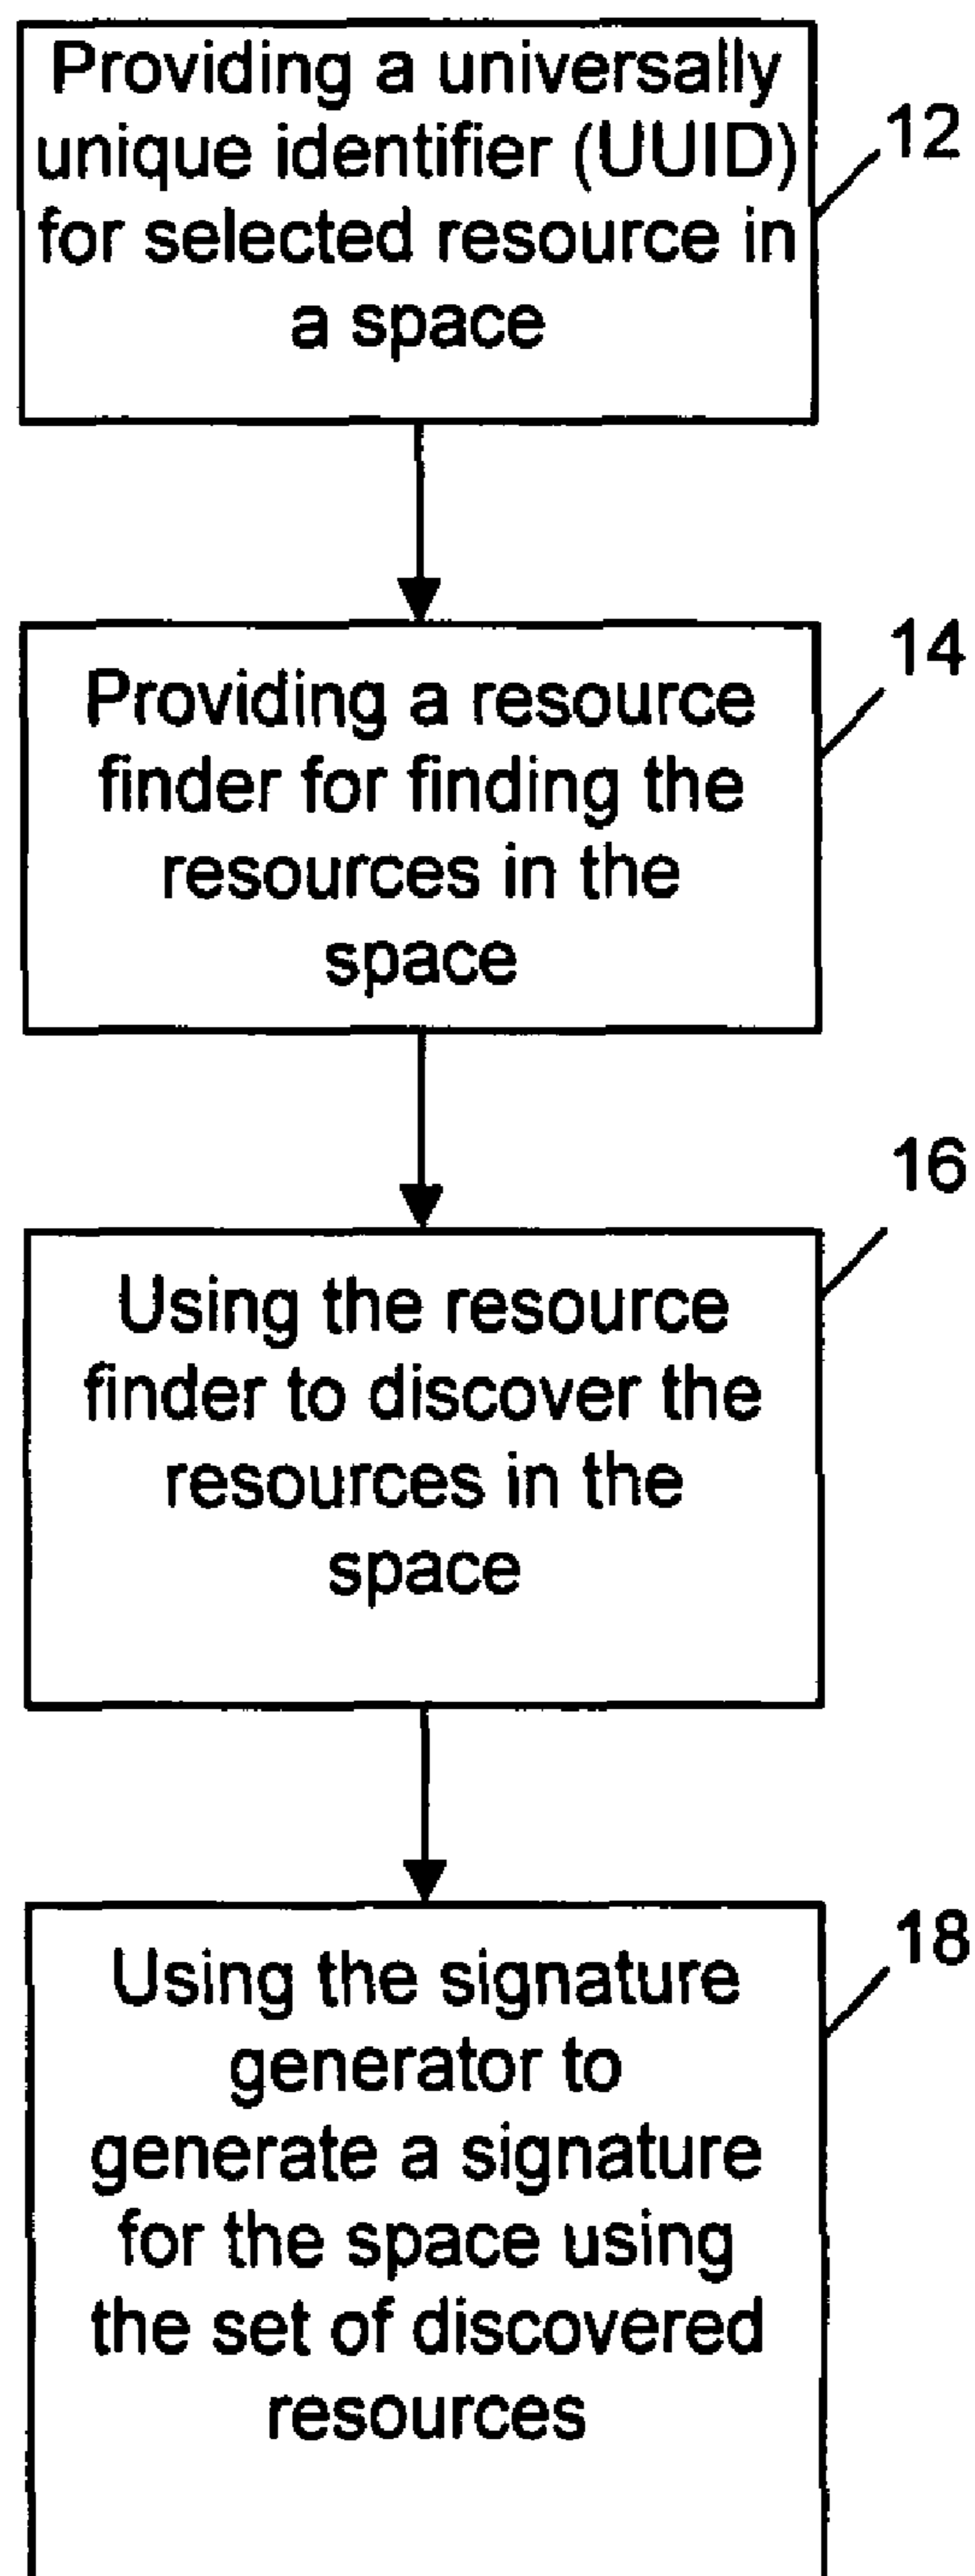 Providing a universally
unique identifier (UUID)
for selected resource in
a space
12
Providing a resource
finder for finding the
resources in the
space
14
Using the resource
finder to discover the
resources in the
space
16
Using the signature
generator to
generate a signature
for the space using
the set of discovered
resources
18